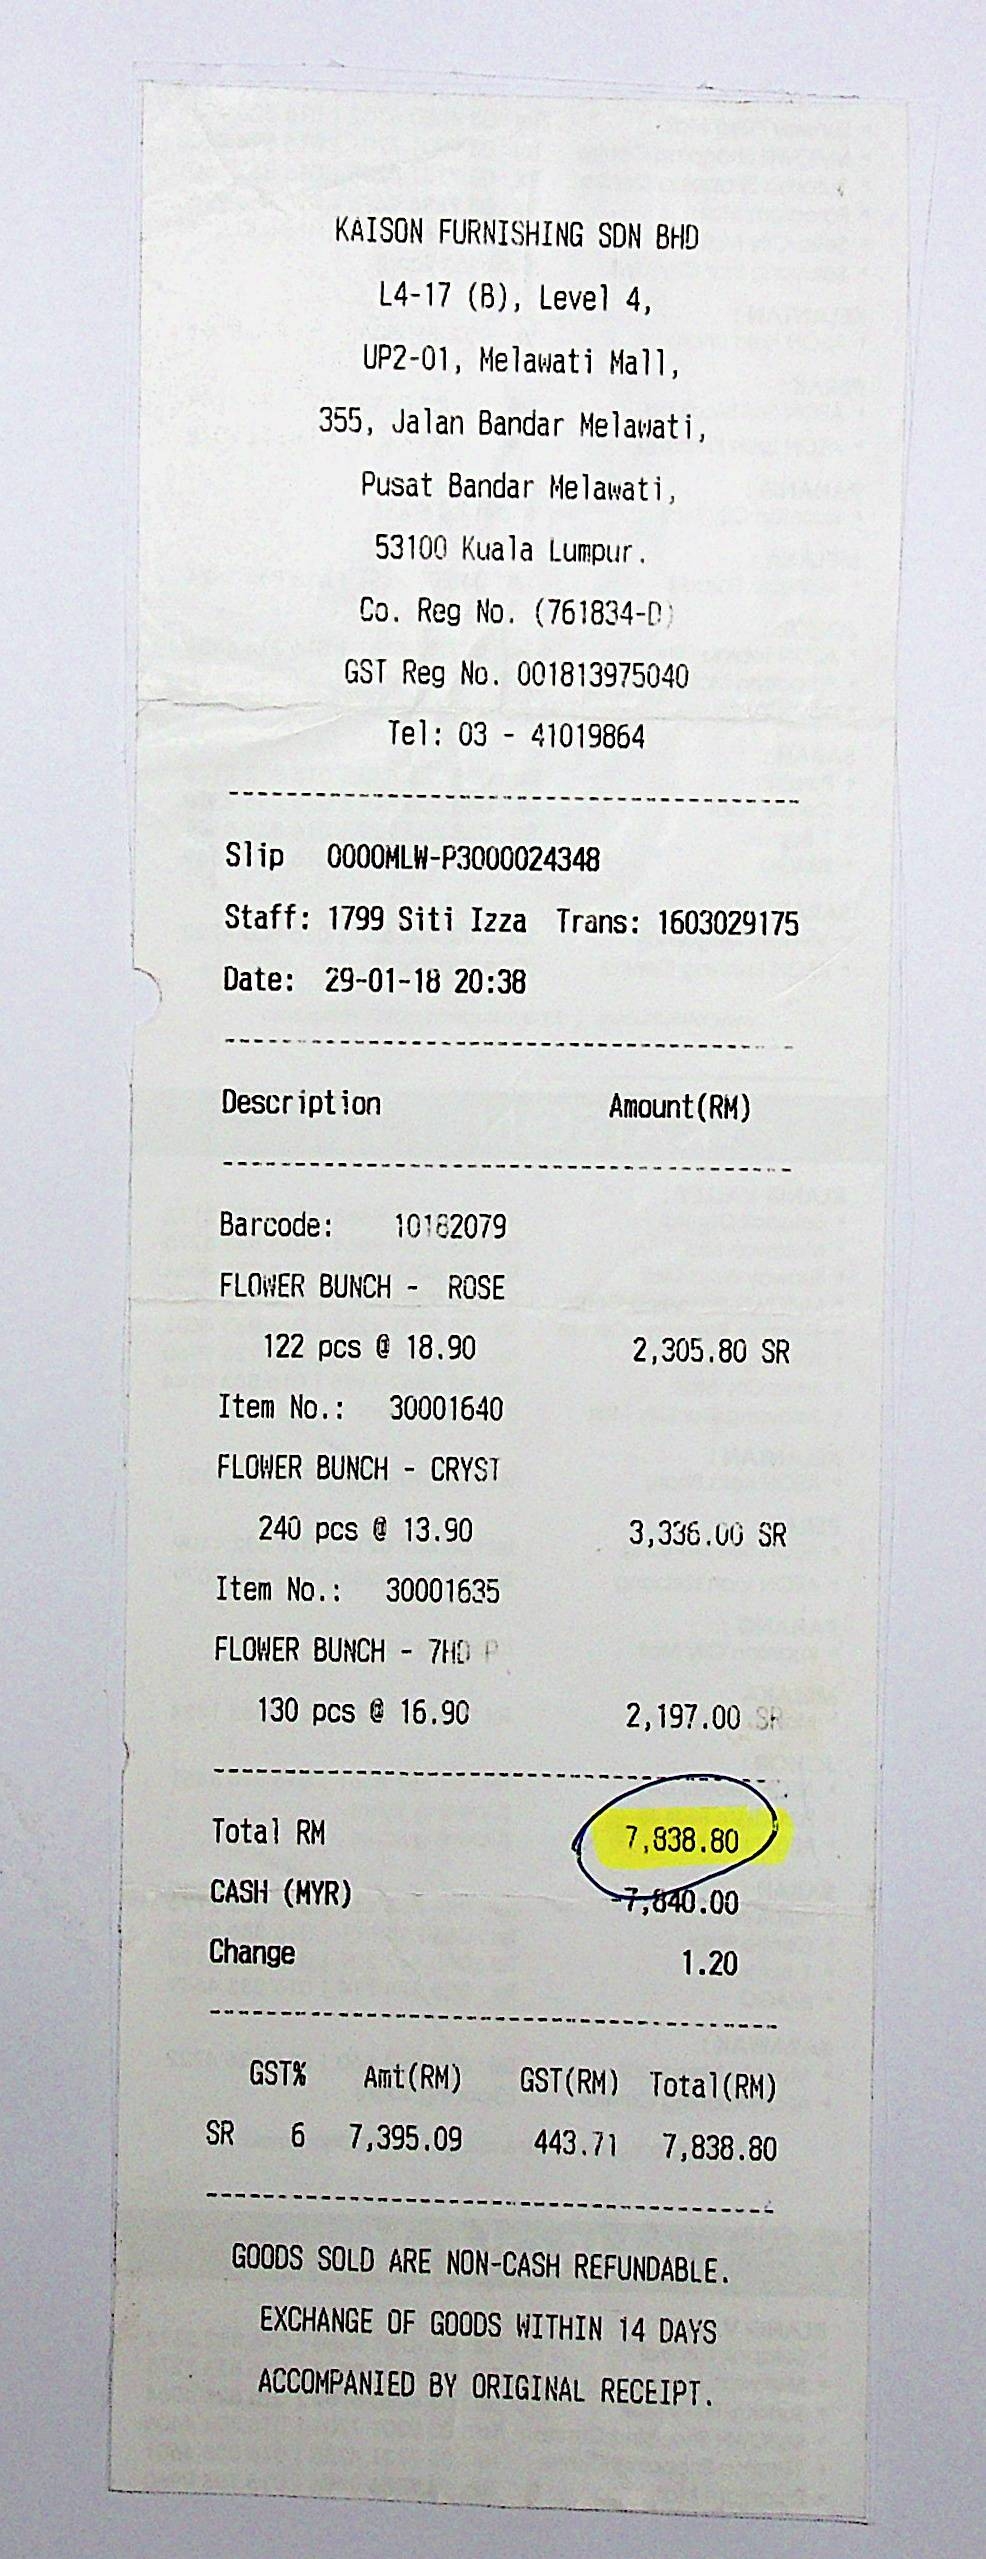 KAISON FURNISHING SDN BHD
L4-17 (B), Level 4,
UP2-01, Melawati Mall,
355, Jalan Bandar Melawati,
Pusat Bandar Melawati,
53100 Kuala Lumpur.
Co. Reg No. (761834-D)
GST Reg No. 001813975040
Tel: 03 - 41019864
Slip 0000MLW-P3000024348
Staff: 1799 Siti Izza Trans: 1603029175
Date: 29-01-18 20:38
Description Amount(RM)
Barcode: 10182079
FLOWER BUNCH - ROSE
122 pcs @ 18.90 2,305.80 SR
Item No.: 30001640
FLOWER BUNCH - CRYST
240 pcs @ 13.90 3,336.00 SR
Item No.: 30001635
FLOWER BUNCH - 7HD P
130 pcs @ 16.90 2,197.00 SR
Total RM 7,838.80
CASH (MYR) -7,840.00
Change 1.20
GST% Amt(RM) GST(RM) Total(RM)
SR 6 7,395.09 443.71 7,838.80
GOODS SOLD ARE NON-CASH REFUNDABLE.
EXCHANGE OF GOODS WITHIN 14 DAYS
ACCOMPANIED BY ORIGINAL RECEIPT.